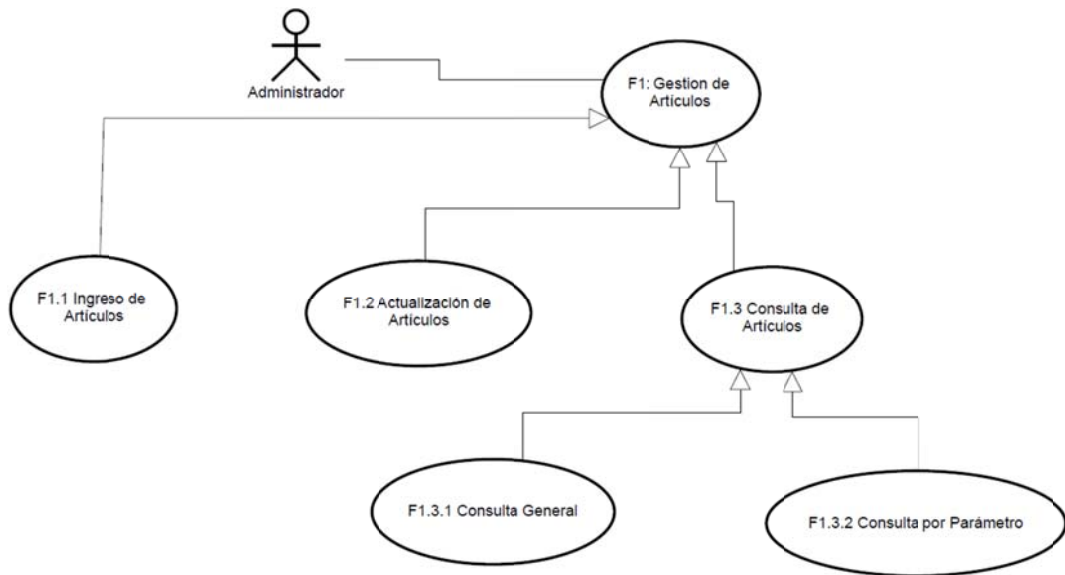 Administrador
F1: Gestion de
Artículos
F1.1 Ingreso de
Artículos
F1.2 Actualización de
Artículos
F1.3 Consulta de
Artículos
F1.3.1 Consulta General
F1.3.2 Consulta por Parámetro